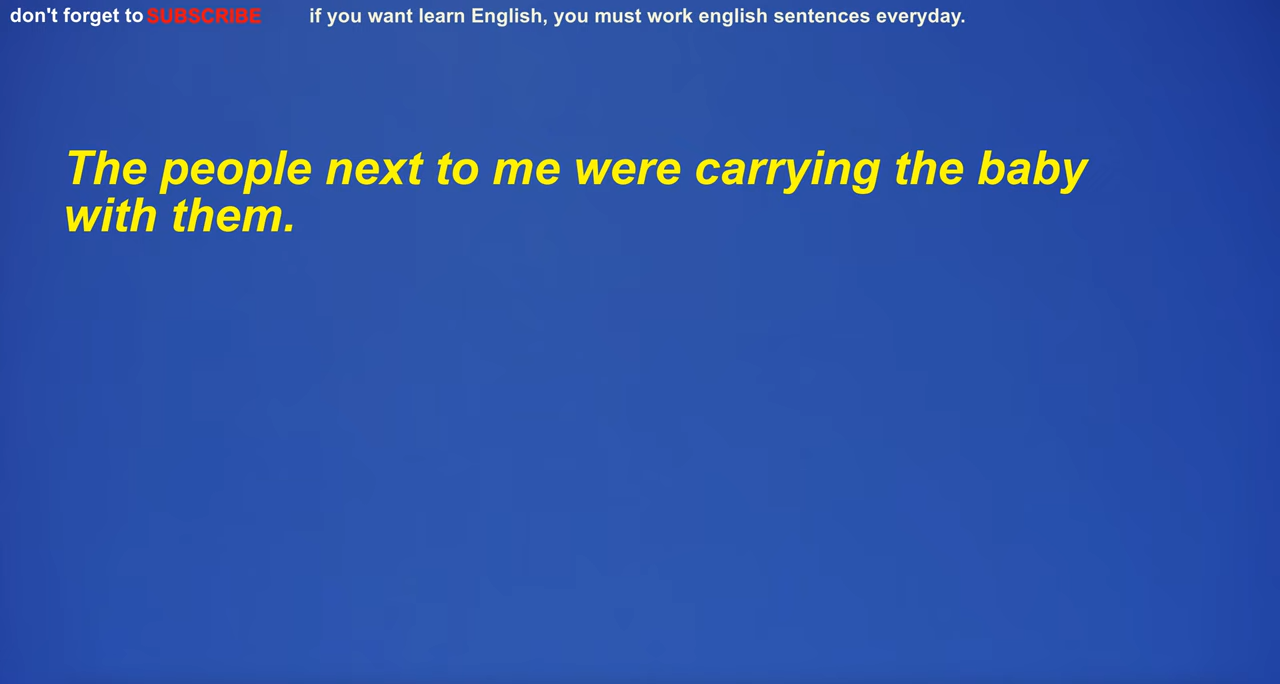 don't forget to SUBSCRIBE if you want learn English, you must work english sentences everyday.
The people next to me were carrying the baby
with them.